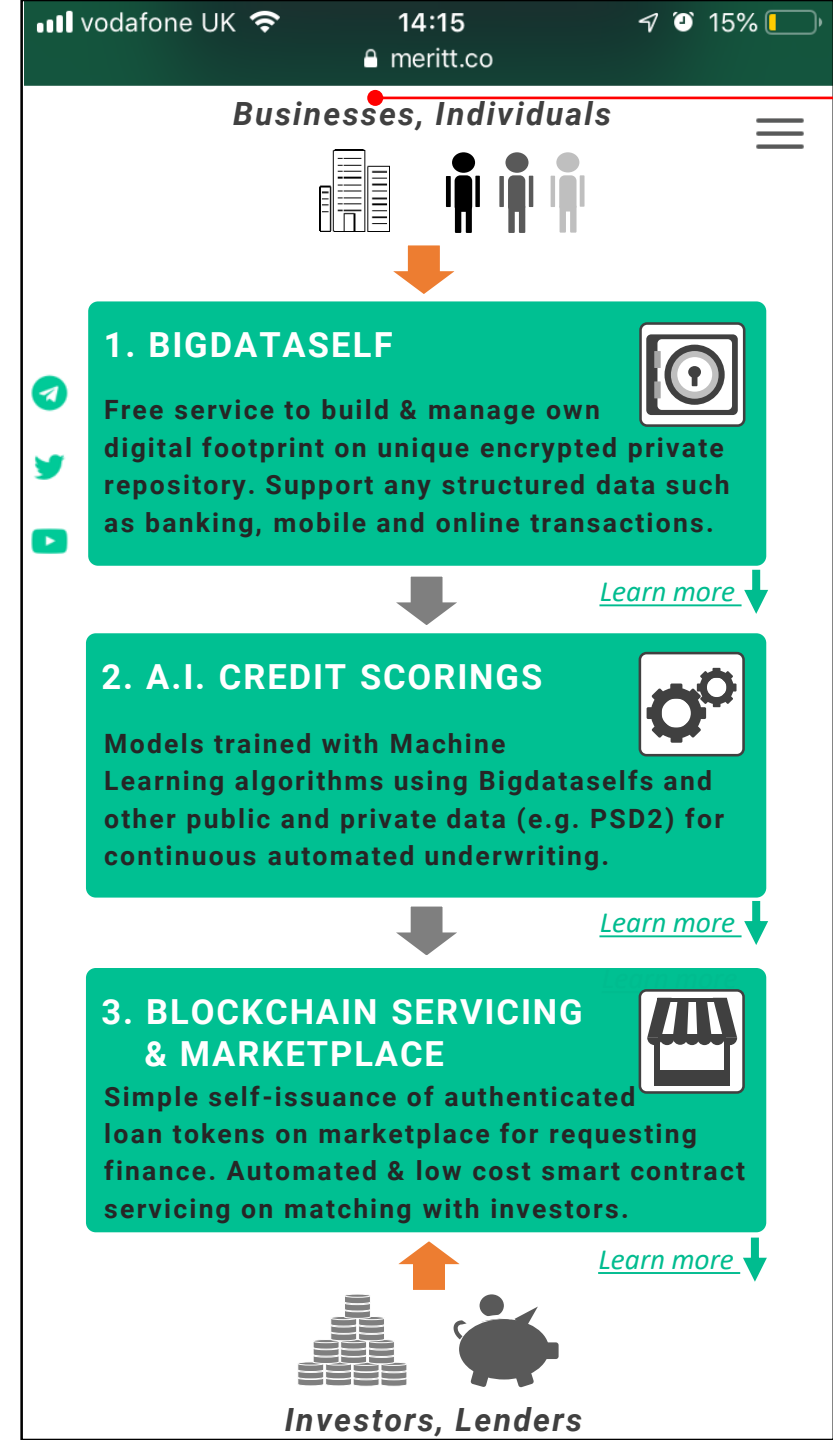 vodafone UK 14:15 15%
meritt.co
Businesses, Individuals
1. BIGDATASELF
Free service to build & manage own
digital footprint on unique encrypted private
repository. Support any structured data such
as banking, mobile and online transactions.
Learn more
2. A.I. CREDIT SCORINGS
Models trained with Machine
Learning algorithms using Bigdataselfs and
other public and private data (e.g. PSD2) for
continuous automated underwriting.
Learn more
3. BLOCKCHAIN SERVICING
& MARKETPLACE
Simple self-issuance of authenticated
loan tokens on marketplace for requesting
finance. Automated & low cost smart contract
servicing on matching with investors.
Learn more
Investors, Lenders